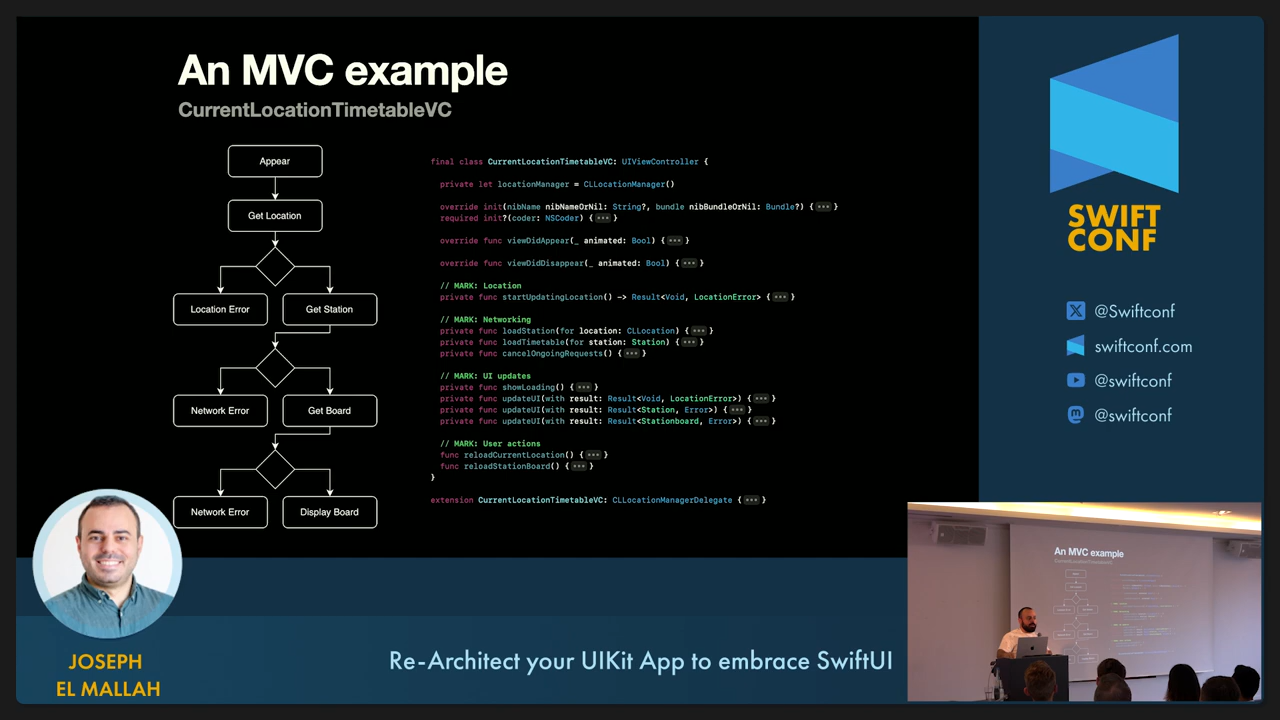 An MVC example
CurrentLocationTimetableVC
Appear
Get Location
Location Error
Get Station
Network Error
Get Board
Network Error
Display Board
final class CurrentLocationTimetableVC: UIViewController {
private let locationManager = CLLocationManager()
override init(nibName nibNameOrNil: String?, bundle nibBundleOrNil: Bundle?) {•••}
required init?(coder: NSCoder) {•••}
override func viewDidAppear(_ animated: Bool) {•••}
override func viewDidDisappear(_ animated: Bool) {•••}
// MARK: Location
private func startUpdatingLocation() -> Result<Void, LocationError> {•••}
// MARK: Networking
private func loadStation(for location: CLLocation) {•••}
private func loadTimetable(for station: Station) {•••}
private func cancelOngoingRequests() {•••}
// MARK: UI updates
private func showLoading() {•••}
private func updateUI(with result: Result<Void, LocationError>) {•••}
private func updateUI(with result: Result<Station, Error>) {•••}
private func updateUI(with result: Result<Stationboard, Error>) {•••}
// MARK: User actions
func reloadCurrentLocation() {•••}
func reloadStationBoard() {•••}
}
extension CurrentLocationTimetableVC: CLLocationManagerDelegate {•••}
SWIFT
CONF
@Swiftconf
swiftconf.com
@swiftconf
@swiftconf
An MVC example
CurrentLocationTimetableVC
JOSEPH
EL MALLAH
Re-Architect your UIKit App to embrace SwiftUI